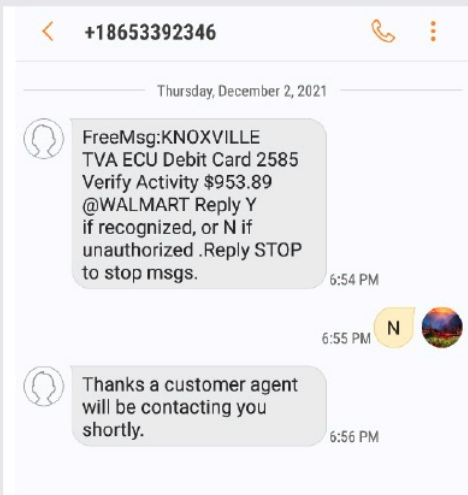 +18653392346
Thursday, December 2, 2021
FreeMsg:KNOXVILLE
TVA ECU Debit Card 2585
Verify Activity $953.89
@WALMART Reply Y
if recognized, or N if
unauthorized .Reply STOP
to stop msgs.
6:54 PM
N
6:55 PM
Thanks a customer agent
will be contacting you
shortly.
6:56 PM